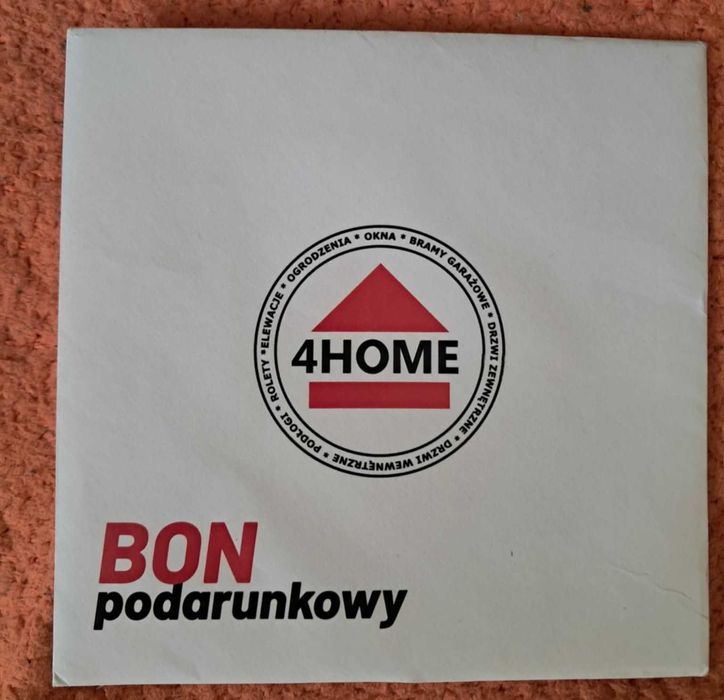 OKNA * BRAMY GARAŻOWE * DRZWI ZEWNĘTRZNE * DRZWI WEWNĘTRZNE * PODŁOGI * ROLETY *ELEWACJE * OGRODZENIA *
4HOME
BON
podarunkowy